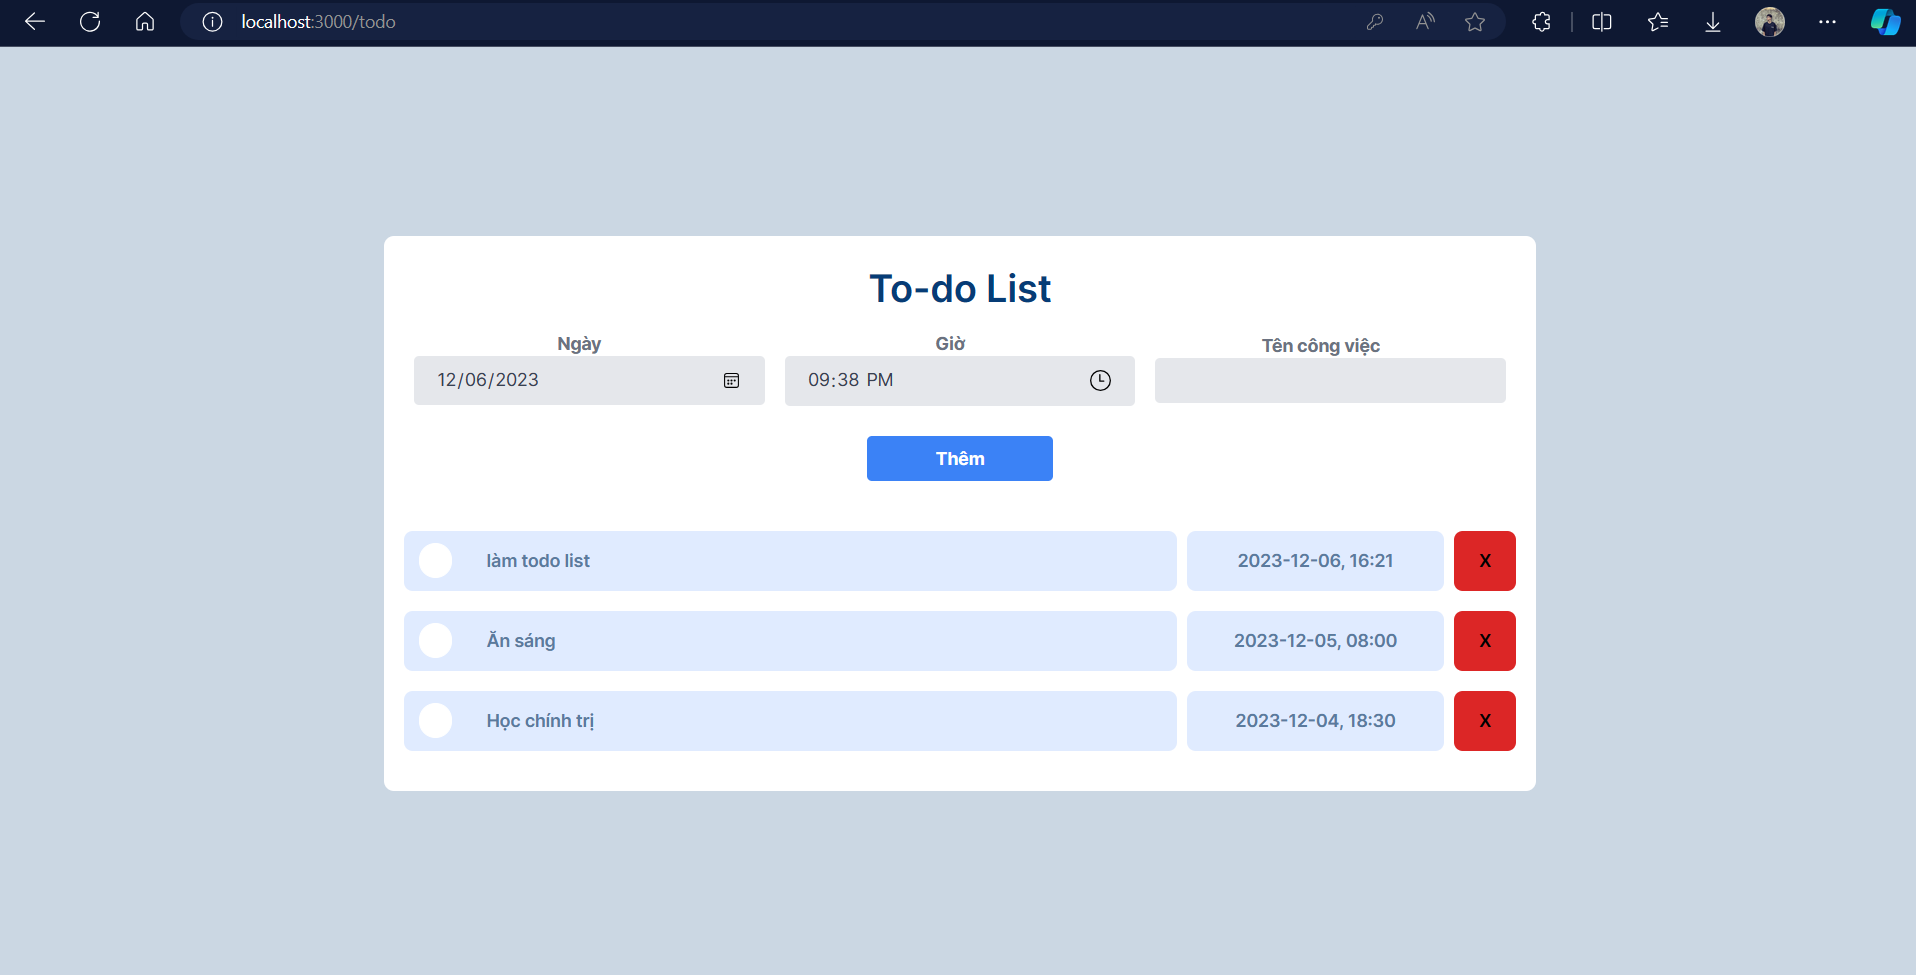 localhost:3000/todo
To-do List
Ngày
Giờ
Tên công việc
12/06/2023
09:38 PM
Thêm
làm todo list
2023-12-06, 16:21
X
Ăn sáng
2023-12-05, 08:00
X
Học chính trị
2023-12-04, 18:30
X